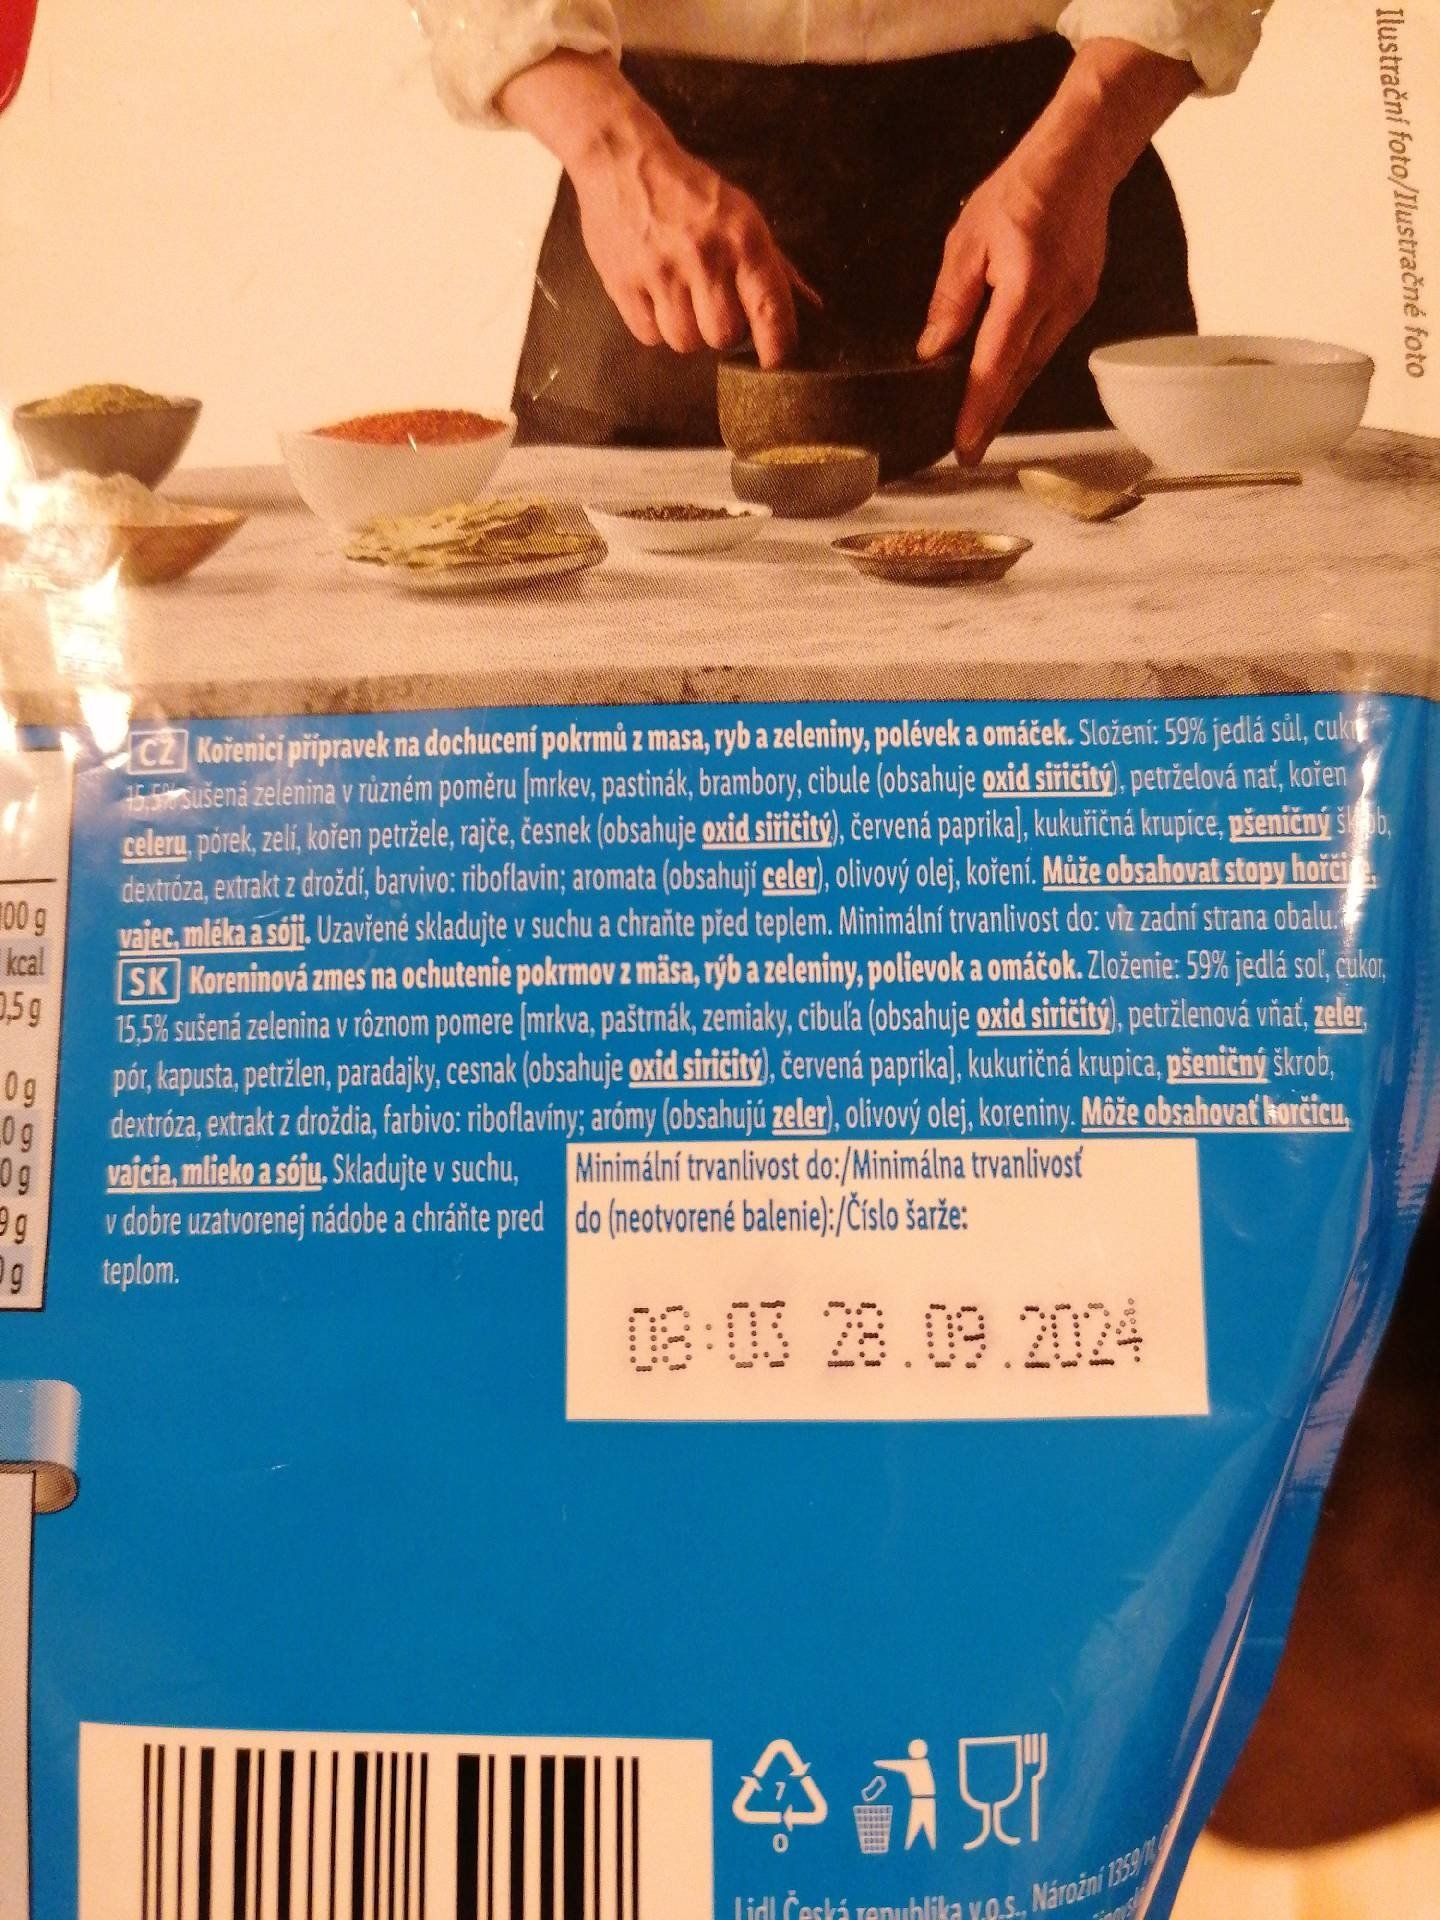 Ilustrační foto/Ilustračné foto
CZ Kořenicí přípravek na dochucení pokrmů z masa, ryb a zeleniny, polévek a omáček. Složení: 59% jedlá sůl,
15,5% sušená zelenina v různém poměru [mrkev, pastinák, brambory, cibule (obsahuje oxid siřičitý), petrželová nať, kořen
celeru, pórek, zelí, kořen petržele, rajče, česnek (obsahuje oxid siřičitý), červená paprika], kukuřičná krupice, pšeničný
dextróza, extrakt z droždí, barvivo: riboflavin; aromata (obsahují celer), olivový olej, koření. Může obsahovat stopy
vajec, mléka a sóji. Uzavřené skladujte v suchu a chraňte před teplem. Minimální trvanlivost do: viz zadní strana obalu.
SK Koreninová zmes na ochutenie pokrmov z mäsa, rýb a zeleniny, polievok a omáčok. Zloženie: 59% jedlá soľ, cukor,
15,5% sušená zelenina v rôznom pomere [mrkva, paštrnák, zemiaky, cibuľa (obsahuje oxid siričitý), petržlenová vňať, zeler,
pór, kapusta, petržlen, paradajky, cesnak (obsahuje oxid siričitý), červená paprika], kukuričná krupica, pšeničný škrob,
dextróza, extrakt z droždia, farbivo: riboflavíny; arómy (obsahujú zeler), olivový olej, koreniny. Môže obsahovať horčicu,
vajcia, mlieko a sóju. Skladujte v suchu,
v dobre uzatvorenej nádobe a chráňte pred
teplom.
Minimální trvanlivost do:/Minimálna trvanlivosť
do (neotvorené balenie):/Číslo šarže:
08:03 28.09.2024
100 g
kcal
0,5 g
0 g
0 g
0 g
9 g
g
7
0
Lidl Česká republika v.o.s., Nárožní 1359/11,